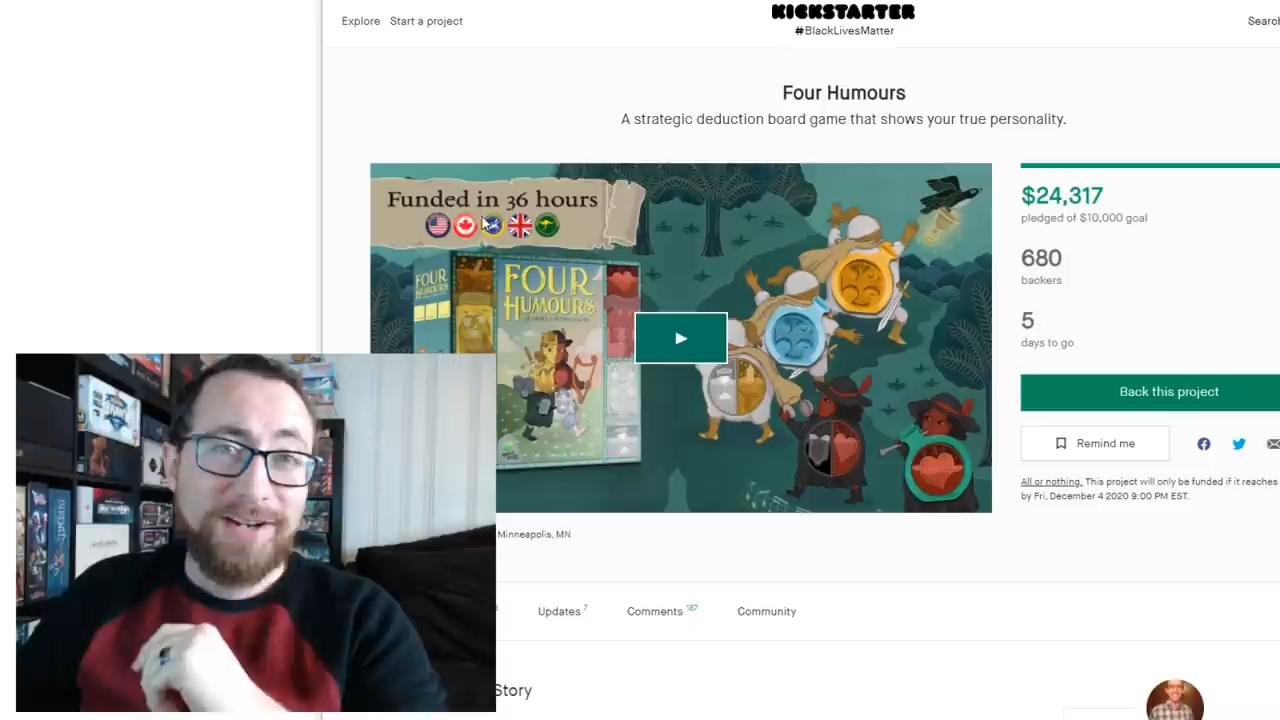 Explore Start a project
KICKSTARTER
#BlackLivesMatter
Search
Four Humours
A strategic deduction board game that shows your true personality.
Funded in 36 hours
FOUR
HUMOURS
FOUR
HUMOURS
$24,317
pledged of $10,000 goal
680
backers
5
days to go
Back this project
Remind me
All or nothing. This project will only be funded if it reaches
by Fri, December 4 2020 9:00 PM EST.
Minneapolis, MN
Updates 7 Comments 187 Community
Story